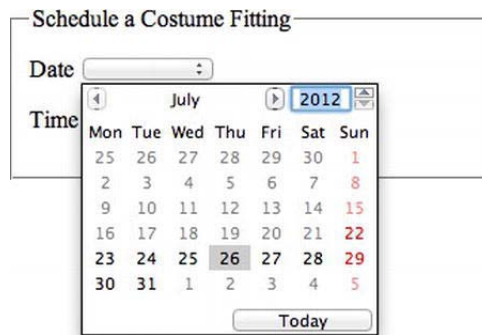 Schedule a Costume Fitting
Date
July 2012
Time
Mon Tue Wed Thu Fri Sat Sun
25 26 27 28 29 30 1
2 3 4 5 6 7 8
9 10 11 12 13 14 15
16 17 18 19 20 21 22
23 24 25 26 27 28 29
30 31 1 2 3 4 5
Today